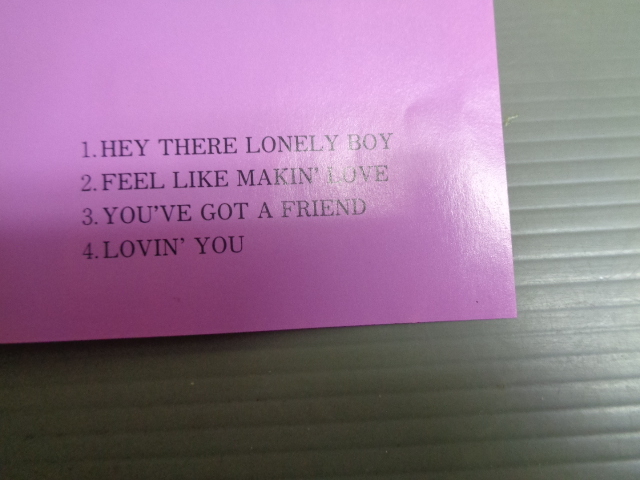 1. HEY THERE LONELY BOY
2. FEEL LIKE MAKIN' LOVE
3. YOU'VE GOT A FRIEND
4. LOVIN' YOU